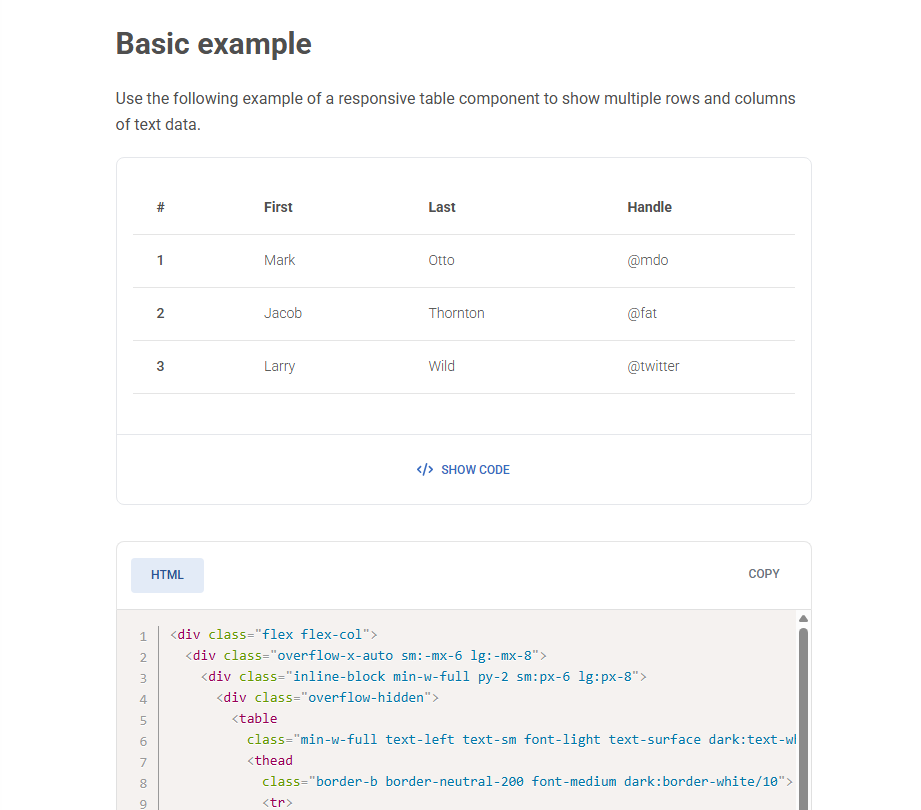 Basic example
Use the following example of a responsive table component to show multiple rows and columns
of text data.
# First Last Handle
1 Mark Otto @mdo
2 Jacob Thornton @fat
3 Larry Wild @twitter
</> SHOW CODE
HTML COPY
1 <div class="flex flex-col">
2 <div class="overflow-x-auto sm:-mx-6 lg:-mx-8">
3 <div class="inline-block min-w-full py-2 sm:px-6 lg:px-8">
4 <div class="overflow-hidden">
5 <table
6 class="min-w-full text-left text-sm font-light text-surface dark:text-wh
7 <thead
8 class="border-b border-neutral-200 font-medium dark:border-white/10">
9 <tr>